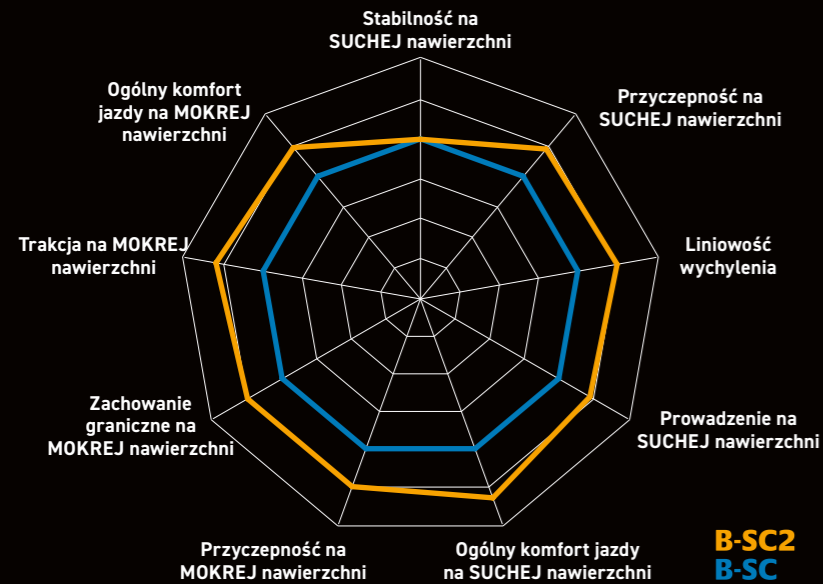 Stabilność na
SUCHEJ nawierzchni
Przyczepność na
SUCHEJ nawierzchni
Liniowość
wychylenia
Prowadzenie na
SUCHEJ nawierzchni
Ogólny komfort jazdy
na SUCHEJ nawierzchni
Przyczepność na
MOKREJ nawierzchni
Zachowanie
graniczne na
MOKREJ nawierzchni
Trakcja na MOKREJ
nawierzchni
Ogólny komfort
jazdy na MOKREJ
nawierzchni
B-SC2
B-SC